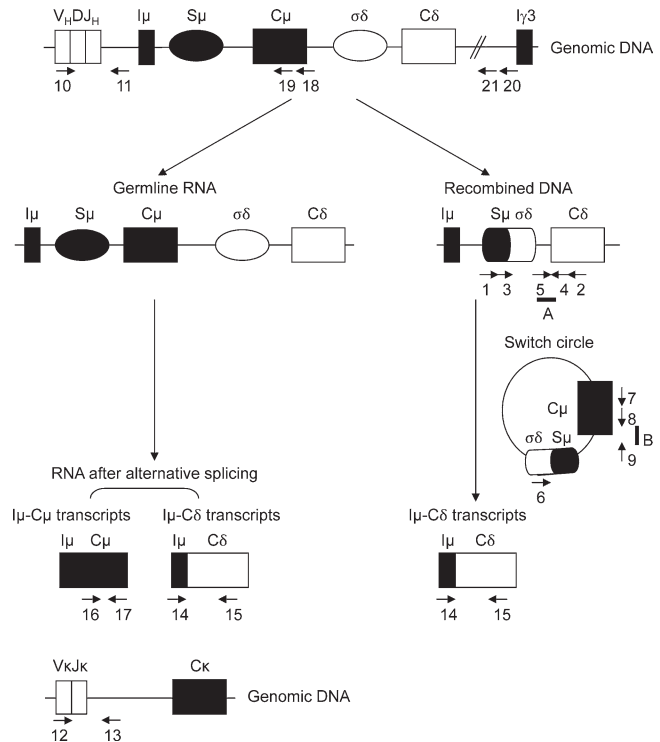 VHDJH Iμ Sμ Cμ σδ Cδ Iγ3
Genomic DNA
10 11 19 18 21 20
Germline RNA
Iμ Sμ Cμ σδ Cδ
Recombined DNA
Iμ Sμ σδ Cδ
1 3 5 4 2
A
Switch circle
Cμ
7
8
B
9
σδ Sμ
6
RNA after alternative splicing
Iμ-Cμ transcripts
Iμ Cμ
16 17
Iμ-Cδ transcripts
Iμ Cδ
14 15
Iμ-Cδ transcripts
Iμ Cδ
14 15
VκJκ Cκ
Genomic DNA
12 13